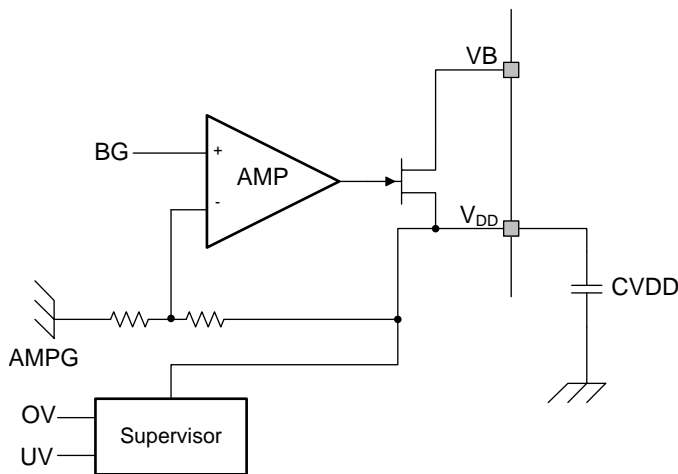 VB
BG
+
AMP
-
VDD
CVDD
AMPG
OV
Supervisor
UV